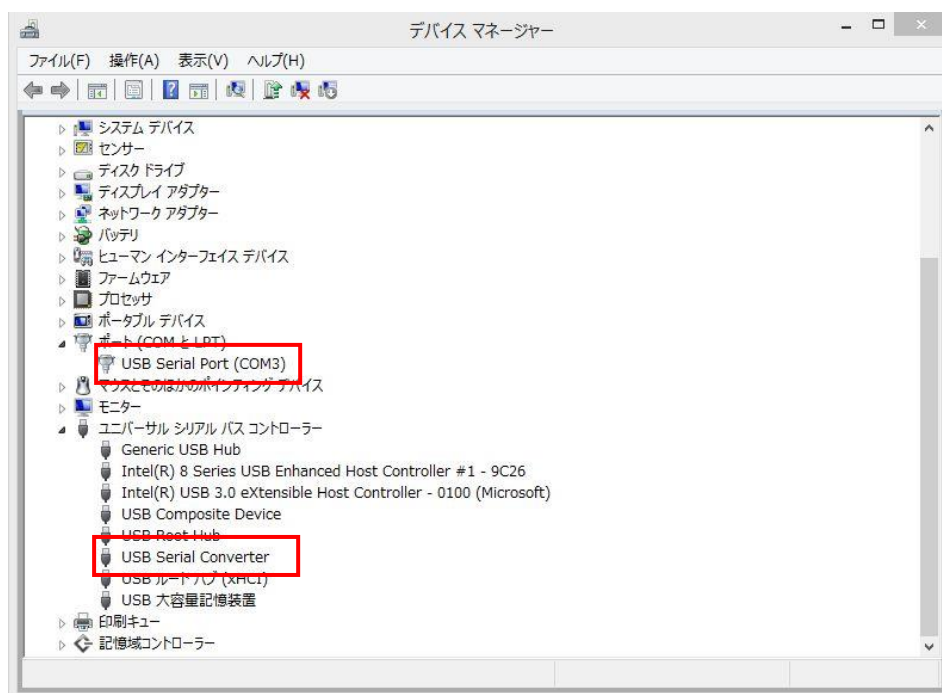 デバイス マネージャー
ファイル(F) 操作(A) 表示(V) ヘルプ(H)
システム デバイス
センサー
ディスク ドライブ
ディスプレイ アダプター
ネットワーク アダプター
バッテリ
ヒューマン インターフェイス デバイス
ファームウェア
プロセッサ
ポータブル デバイス
ポート (COM と LPT)
USB Serial Port (COM3)
マウスとそのほかのポインティング デバイス
モニター
ユニバーサル シリアル バス コントローラー
Generic USB Hub
Intel(R) 8 Series USB Enhanced Host Controller #1 - 9C26
Intel(R) USB 3.0 eXtensible Host Controller - 0100 (Microsoft)
USB Composite Device
USB Root Hub
USB Serial Converter
USB ルート ハブ (xHCI)
USB 大容量記憶装置
印刷キュー
記憶域コントローラー